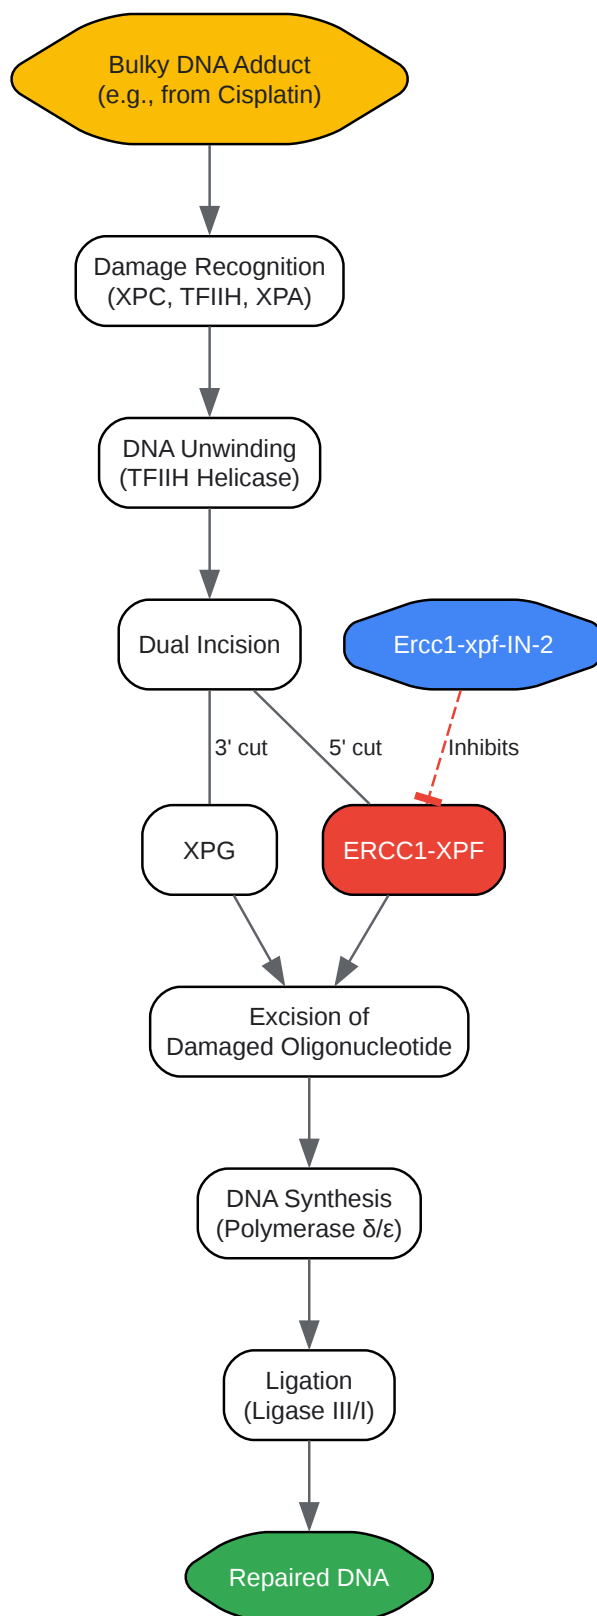 Bulky DNA Adduct
(e.g., from Cisplatin)
Damage Recognition
(XPC, TFIIH, XPA)
DNA Unwinding
(TFIIH Helicase)
Dual Incision
Ercc1-xpf-IN-2
3' cut
5' cut
Inhibits
XPG
ERCC1-XPF
Excision of
Damaged Oligonucleotide
DNA Synthesis
(Polymerase δ/ε)
Ligation
(Ligase III/I)
Repaired DNA